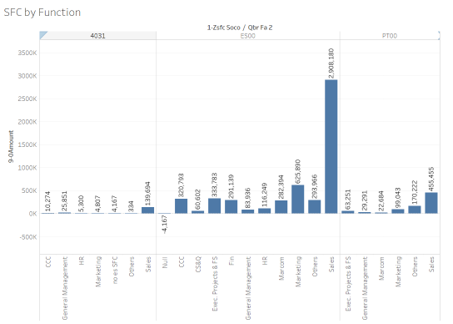 SFC by Function
1-Zsfc Soco / Qbr Fa 2
4031 ES00 PT00
9-0Amount
3500K
3000K
2500K
2000K
1500K
1000K
500K
0K
-500K
10,274
25,851
5,300
4,807
4,167
334
139,694
-4,167
320,793
60,602
333,783
291,139
83,936
116,249
282,394
625,890
293,966
2,908,180
63,251
29,291
22,684
99,043
170,222
455,455
CCC
General Management
HR
Marketing
no es SFC
Others
Sales
Null
CCC
CS&Q
Exec. Projects & FS
Fin
General Management
HR
Marcom
Marketing
Others
Sales
Exec. Projects & FS
General Management
Marcom
Marketing
Others
Sales